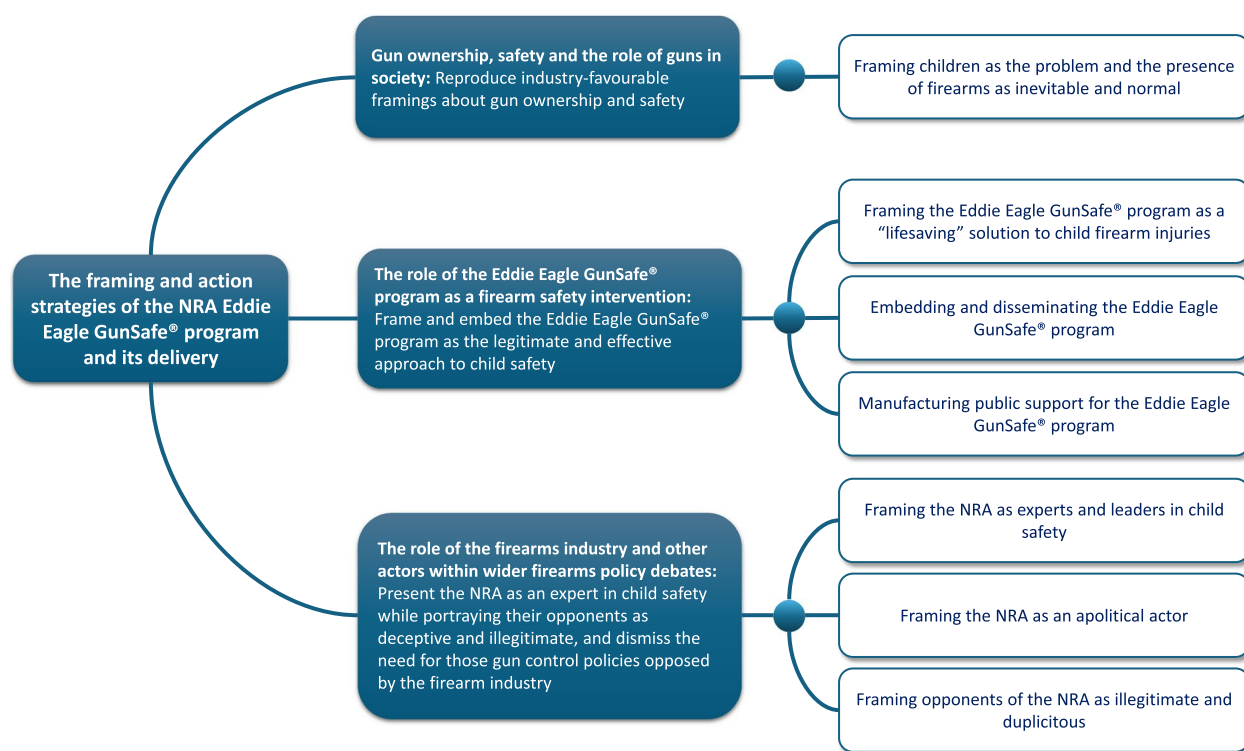 The framing and action
strategies of the NRA Eddie
Eagle GunSafe® program
and its delivery
Gun ownership, safety and the role of guns in
society: Reproduce industry-favourable
framings about gun ownership and safety
Framing children as the problem and the presence
of firearms as inevitable and normal
The role of the Eddie Eagle GunSafe®
program as a firearm safety intervention:
Frame and embed the Eddie Eagle GunSafe®
program as the legitimate and effective
approach to child safety
Framing the Eddie Eagle GunSafe® program as a
“lifesaving” solution to child firearm injuries
Embedding and disseminating the Eddie Eagle
GunSafe® program
Manufacturing public support for the Eddie Eagle
GunSafe® program
The role of the firearms industry and other
actors within wider firearms policy debates:
Present the NRA as an expert in child safety
while portraying their opponents as
deceptive and illegitimate, and dismiss the
need for those gun control policies opposed
by the firearm industry
Framing the NRA as experts and leaders in child
safety
Framing the NRA as an apolitical actor
Framing opponents of the NRA as illegitimate and
duplicitous